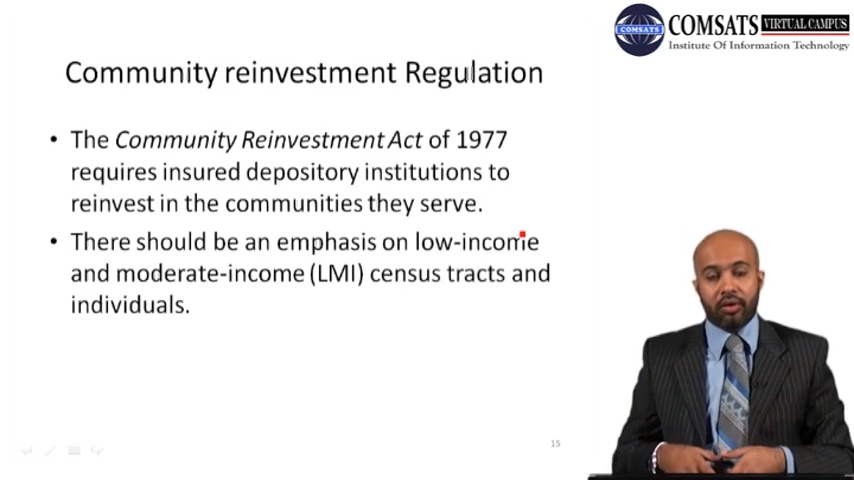 COMSATS VIRTUAL CAMPUS
COMSATS
Institute Of Information Technology
Community reinvestment Regulation
• The Community Reinvestment Act of 1977
requires insured depository institutions to
reinvest in the communities they serve.
• There should be an emphasis on low-income
and moderate-income (LMI) census tracts and
individuals.
15